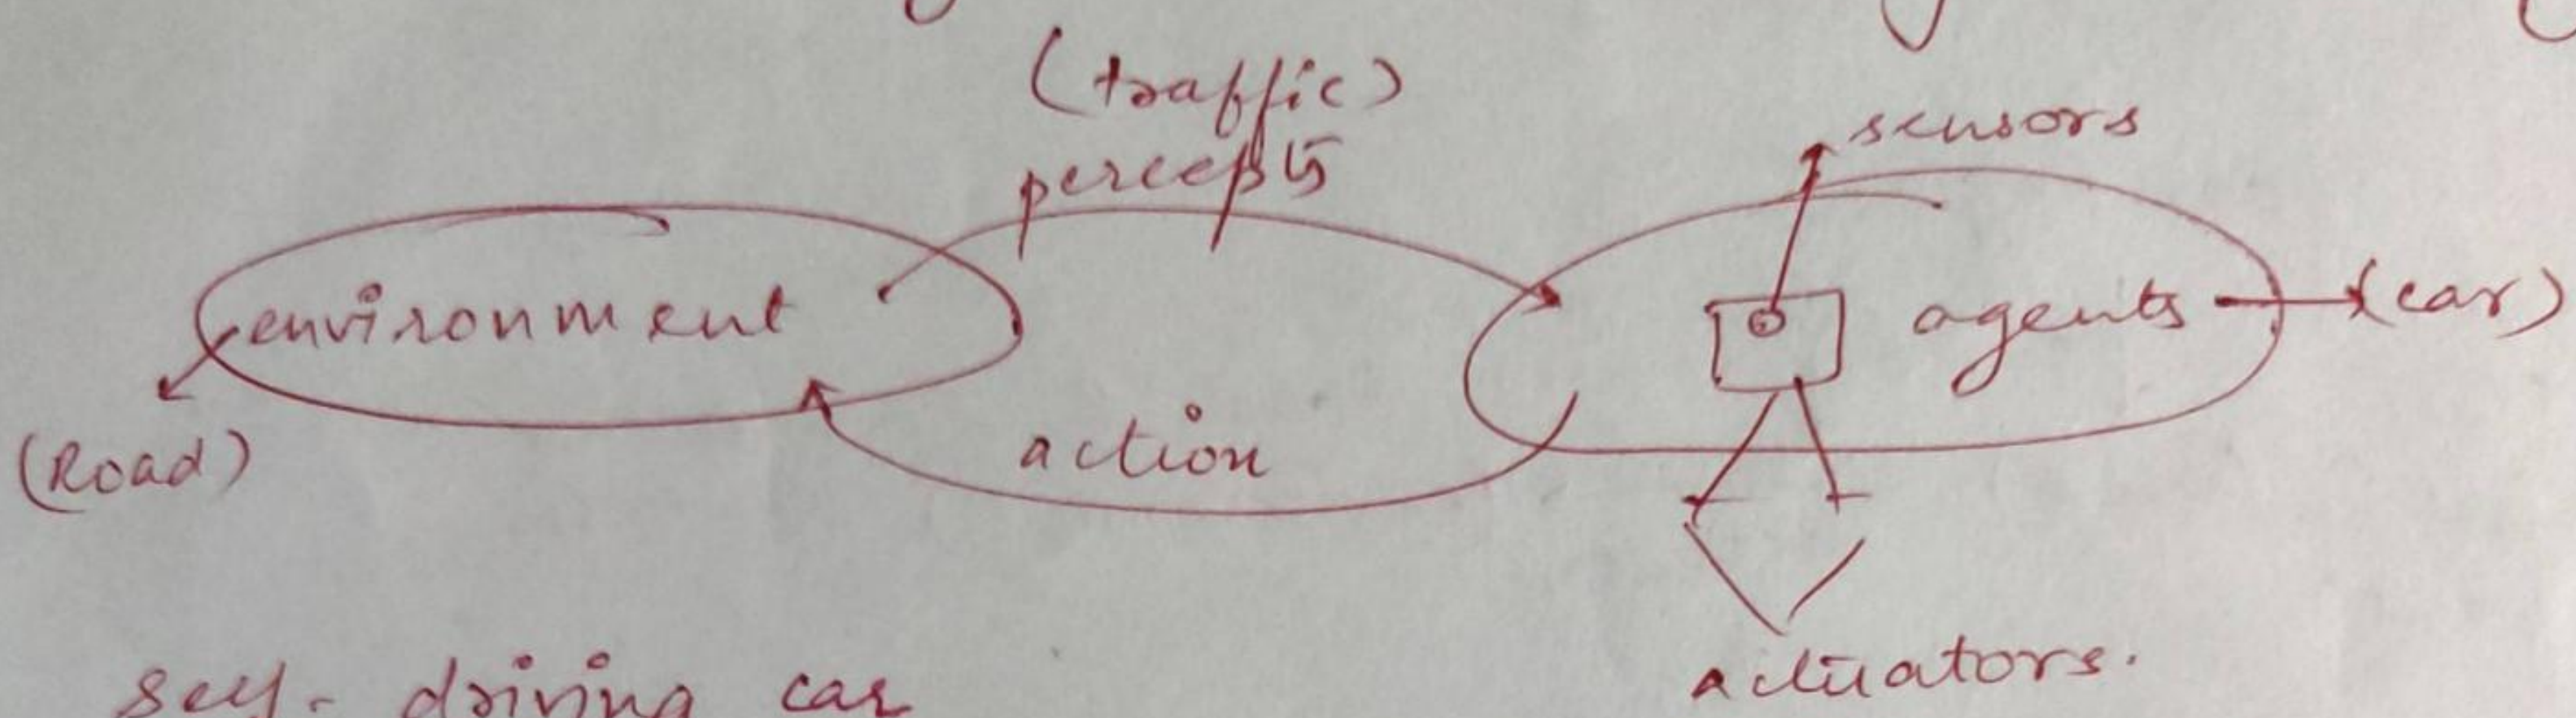 (traffic)
percepts
sensors
environment
agents
(car)
(Road)
action
actuators.
self-driving car